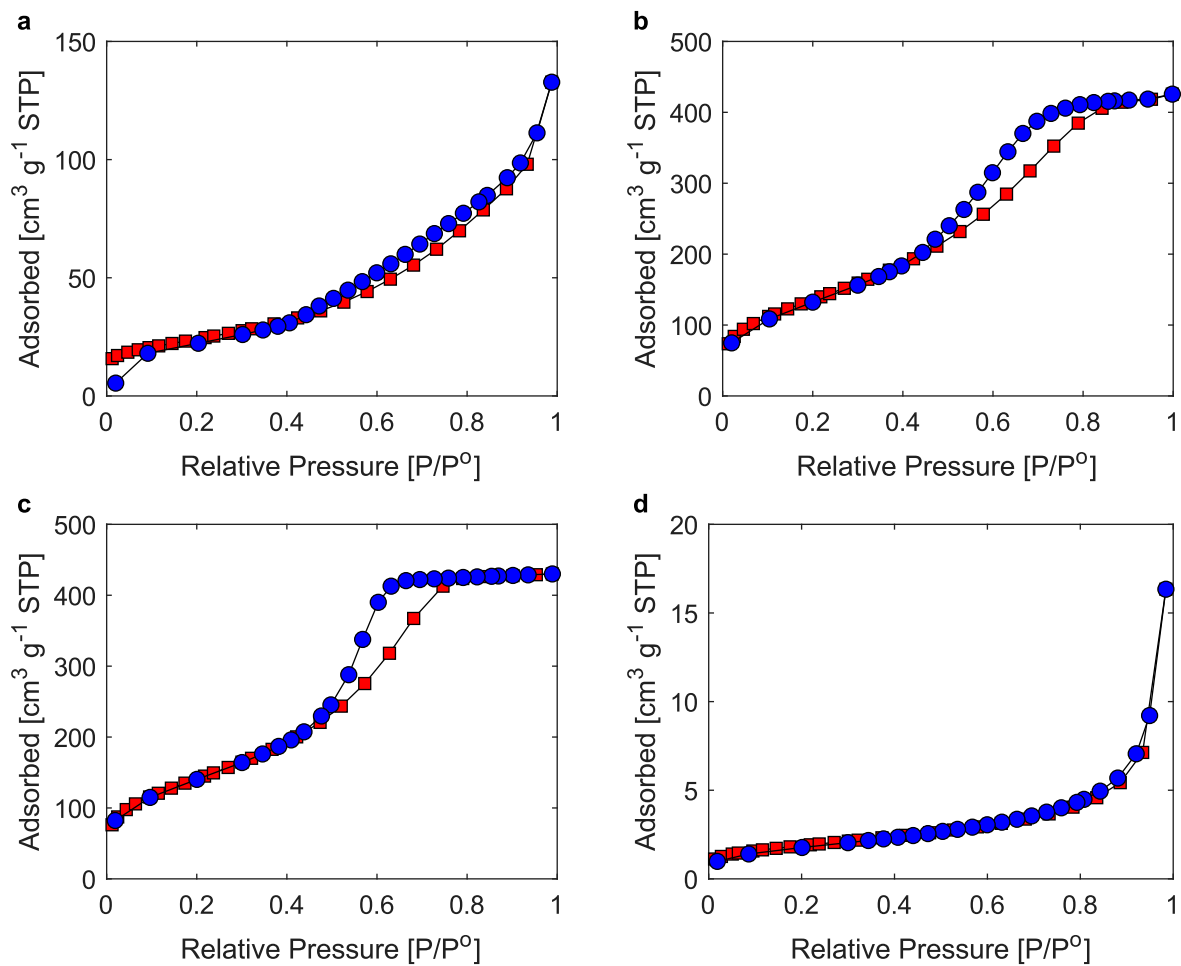 a
150
100
50
0
Adsorbed [cm³ g⁻¹ STP]
0 0.2 0.4 0.6 0.8 1
Relative Pressure [P/Pᵒ]
b
500
400
300
200
100
0
Adsorbed [cm³ g⁻¹ STP]
0 0.2 0.4 0.6 0.8 1
Relative Pressure [P/Pᵒ]
c
500
400
300
200
100
0
Adsorbed [cm³ g⁻¹ STP]
0 0.2 0.4 0.6 0.8 1
Relative Pressure [P/Pᵒ]
d
20
15
10
5
0
Adsorbed [cm³ g⁻¹ STP]
0 0.2 0.4 0.6 0.8 1
Relative Pressure [P/Pᵒ]